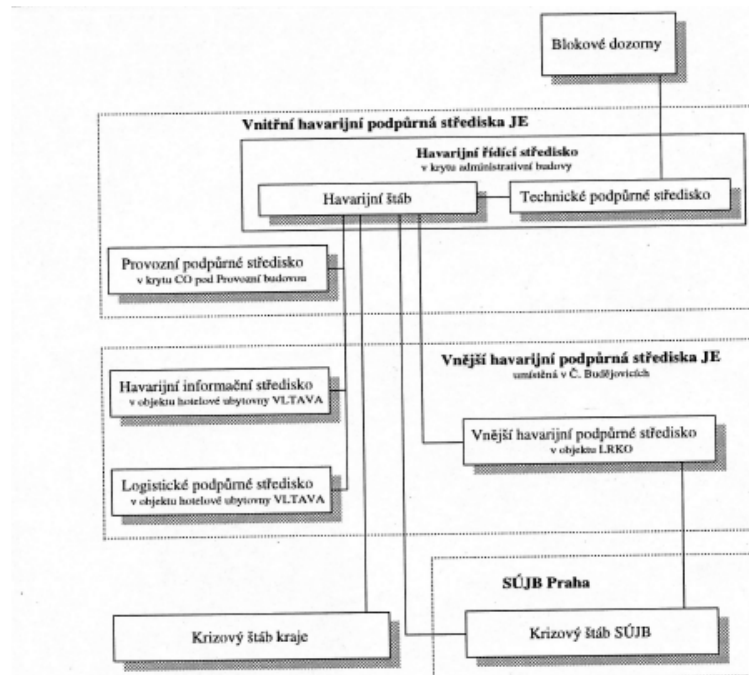 Blokové dozorny
Vnitřní havarijní podpůrná střediska JE
Havarijní řídící středisko
v krytu administrativní budovy
Havarijní štáb
Technické podpůrné středisko
Provozní podpůrné středisko
v krytu CO pod Provozní budovou
Vnější havarijní podpůrná střediska JE
umístěná v Č. Budějovicích
Havarijní informační středisko
v objektu hotelové ubytovny VLTAVA
Vnější havarijní podpůrné středisko
v objektu LRKO
Logistické podpůrné středisko
v objektu hotelové ubytovny VLTAVA
SÚJB Praha
Krizový štáb kraje
Krizový štáb SÚJB